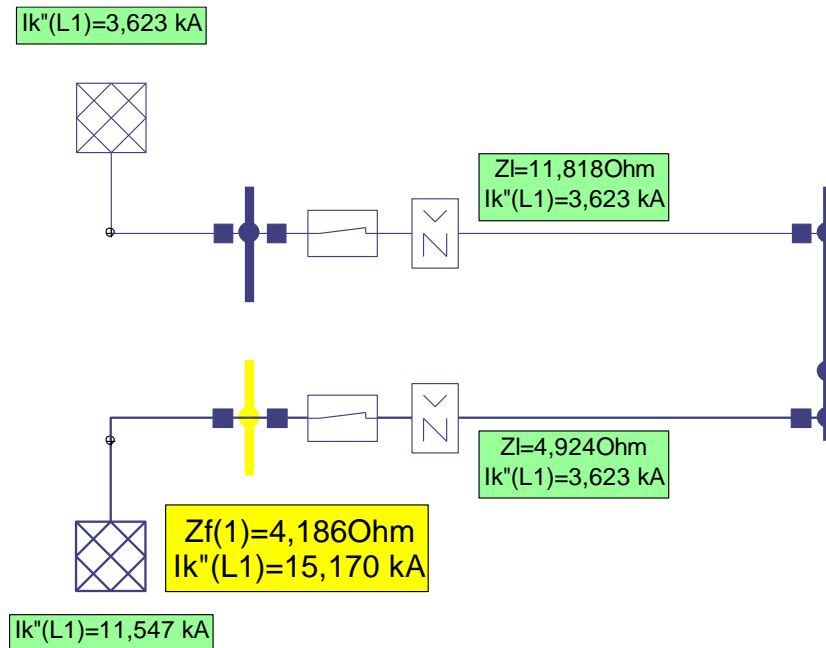 Ik"(L1)=3,623 kA
Zl=11,818Ohm
Ik"(L1)=3,623 kA
Zl=4,924Ohm
Ik"(L1)=3,623 kA
Zf(1)=4,186Ohm
Ik"(L1)=15,170 kA
Ik"(L1)=11,547 kA